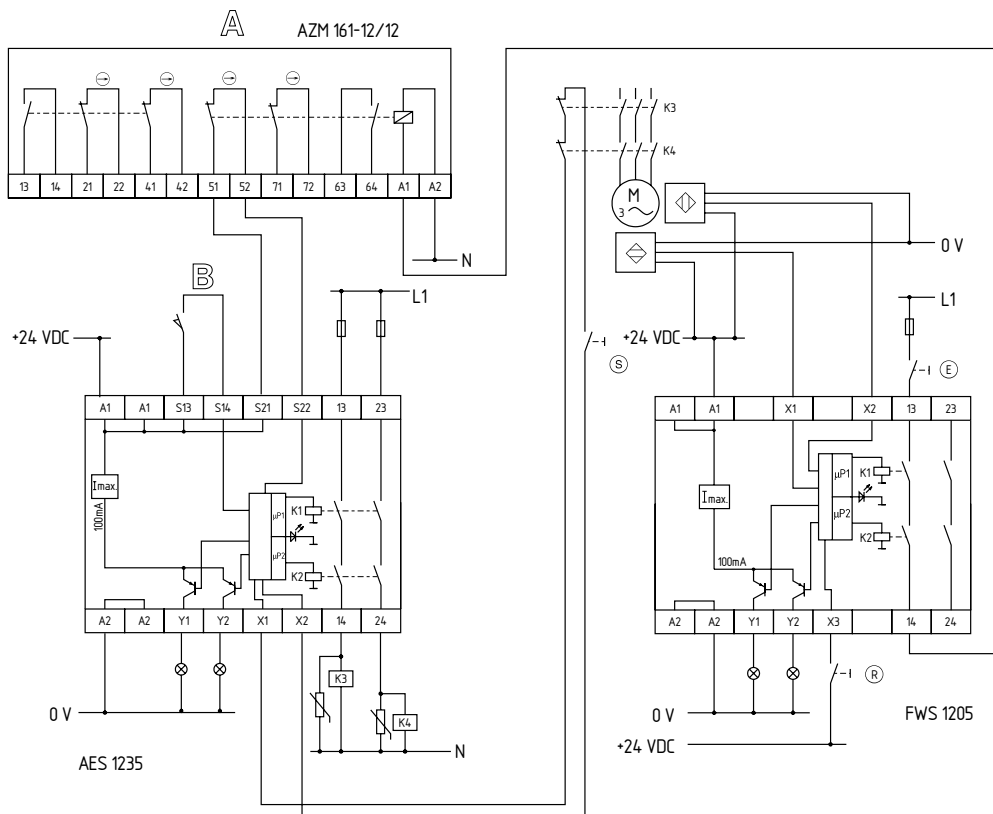 A AZM 161-12/12
K3
K4
13 14 21 22 41 42 51 52 71 72 63 64 A1 A2
M
3
N
0 V
B
L1
L1
+24 VDC
+24 VDC
S
E
A1 A1 S13 S14 S21 S22 13 23
A1 A1 X1 X2 13 23
Imax.
100mA
µP1
µP2
K1
K2
Imax.
100mA
µP1
µP2
K1
K2
A2 A2 Y1 Y2 X1 X2 14 24
A2 A2 Y1 Y2 X3 14 24
K3
K4
R
0 V
0 V
FWS 1205
N
+24 VDC
AES 1235